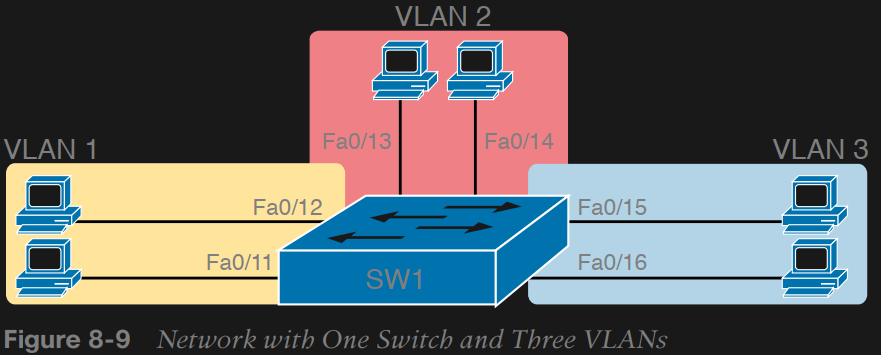 VLAN 2
Fa0/13 Fa0/14
VLAN 1
VLAN 3
Fa0/12
Fa0/15
Fa0/11
Fa0/16
SW1
Figure 8-9 Network with One Switch and Three VLANs